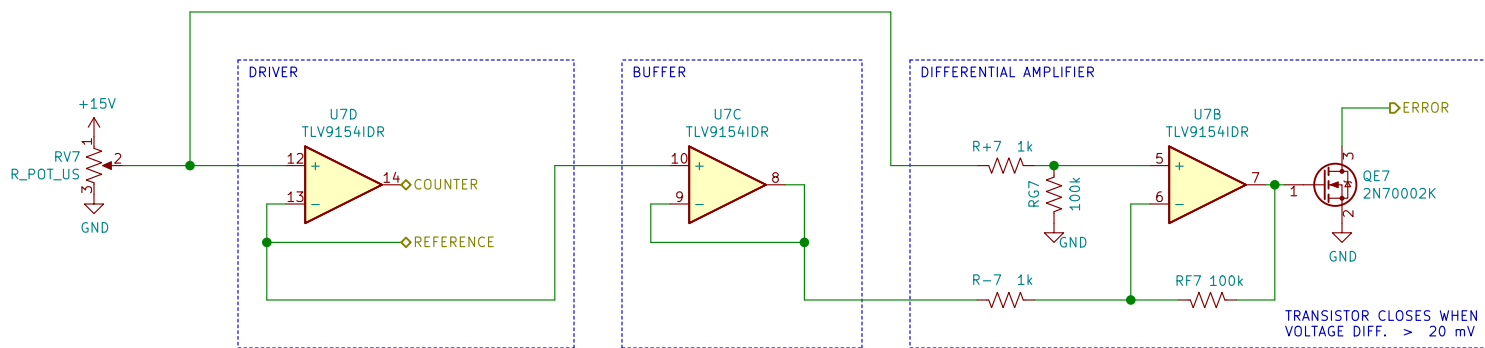 DRIVER
BUFFER
DIFFERENTIAL AMPLIFIER
+15V
1
RV7
R_POT_US
2
3
GND
U7D
TLV9154IDR
12
+
13
−
14
COUNTER
REFERENCE
U7C
TLV9154IDR
10
+
9
−
8
R+7 1k
RG7
100k
GND
R-7 1k
U7B
TLV9154IDR
5
+
6
−
7
RF7 100k
ERROR
3
1
2
QE7
2N70002K
GND
TRANSISTOR CLOSES WHEN
VOLTAGE DIFF. > 20 mV